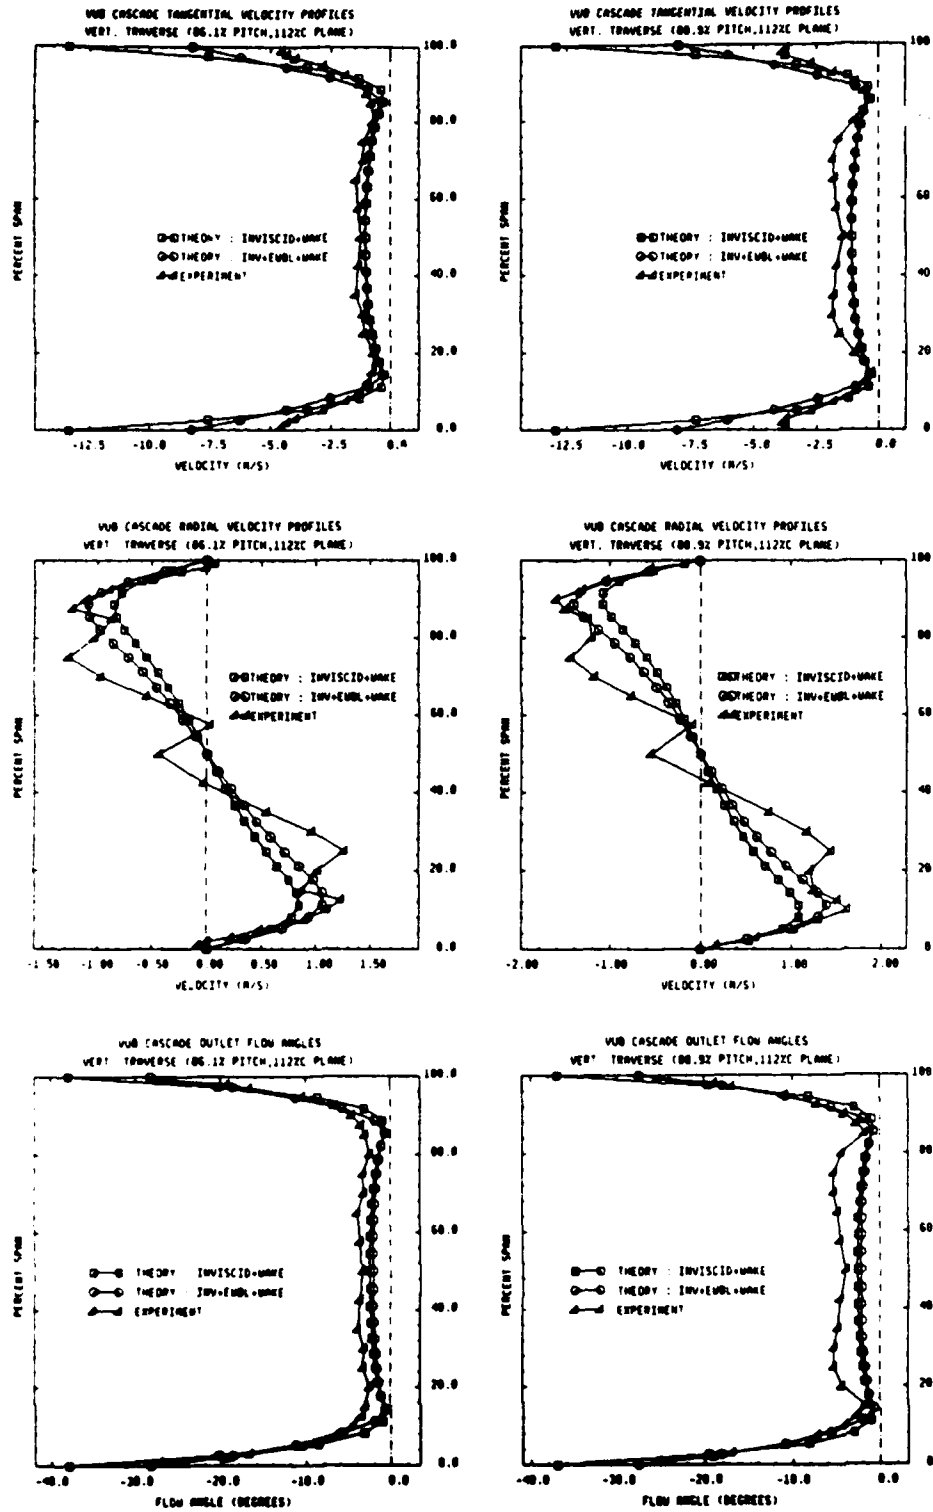 VUB CASCADE TANGENTIAL VELOCITY PROFILES
VERT. TRAVERSE (86.1% PITCH,112%C PLANE)
100.0
80.0
60.0
40.0
20.0
0.0
PERCENT SPAN
THEORY : INVISCID+WAKE
THEORY : INV+EWBL+WAKE
EXPERIMENT
-12.5 -10.0 -7.5 -5.0 -2.5 0.0
VELOCITY (M/S)
VUB CASCADE TANGENTIAL VELOCITY PROFILES
VERT. TRAVERSE (88.9% PITCH,112%C PLANE)
100
80
60
40
20
0
PERCENT SPAN
THEORY : INVISCID+WAKE
THEORY : INV+EWBL+WAKE
EXPERIMENT
-12.5 -10.0 -7.5 -5.0 -2.5 0.0
VELOCITY (M/S)
VUB CASCADE RADIAL VELOCITY PROFILES
VERT TRAVERSE (86.1% PITCH,112%C PLANE)
100.0
80.0
60.0
40.0
20.0
0.0
PERCENT SPAN
THEORY : INVISCID+WAKE
THEORY : INV+EWBL+WAKE
EXPERIMENT
-1.50 -1.00 -0.50 0.00 0.50 1.00 1.50
VELOCITY (M/S)
VUB CASCADE RADIAL VELOCITY PROFILES
VERT. TRAVERSE (88.9% PITCH,112%C PLANE)
100
80
60
40
20
0
PERCENT SPAN
THEORY : INVISCID+WAKE
THEORY : INV+EWBL+WAKE
EXPERIMENT
-2.00 -1.00 0.00 1.00 2.00
VELOCITY (M/S)
VUB CASCADE OUTLET FLOW ANGLES
VERT. TRAVERSE (86.1% PITCH,112%C PLANE)
100.0
80.0
60.0
40.0
20.0
0.0
PERCENT SPAN
THEORY : INVISCID+WAKE
THEORY : INV+EWBL+WAKE
EXPERIMENT
-40.0 -30.0 -20.0 -10.0 0.0
FLOW ANGLE (DEGREES)
VUB CASCADE OUTLET FLOW ANGLES
VERT. TRAVERSE (88.9% PITCH,112%C PLANE)
100
80
60
40
20
0
PERCENT SPAN
THEORY : INVISCID+WAKE
THEORY : INV+EWBL+WAKE
EXPERIMENT
-40.0 -30.0 -20.0 -10.0 0.0
FLOW ANGLE (DEGREES)